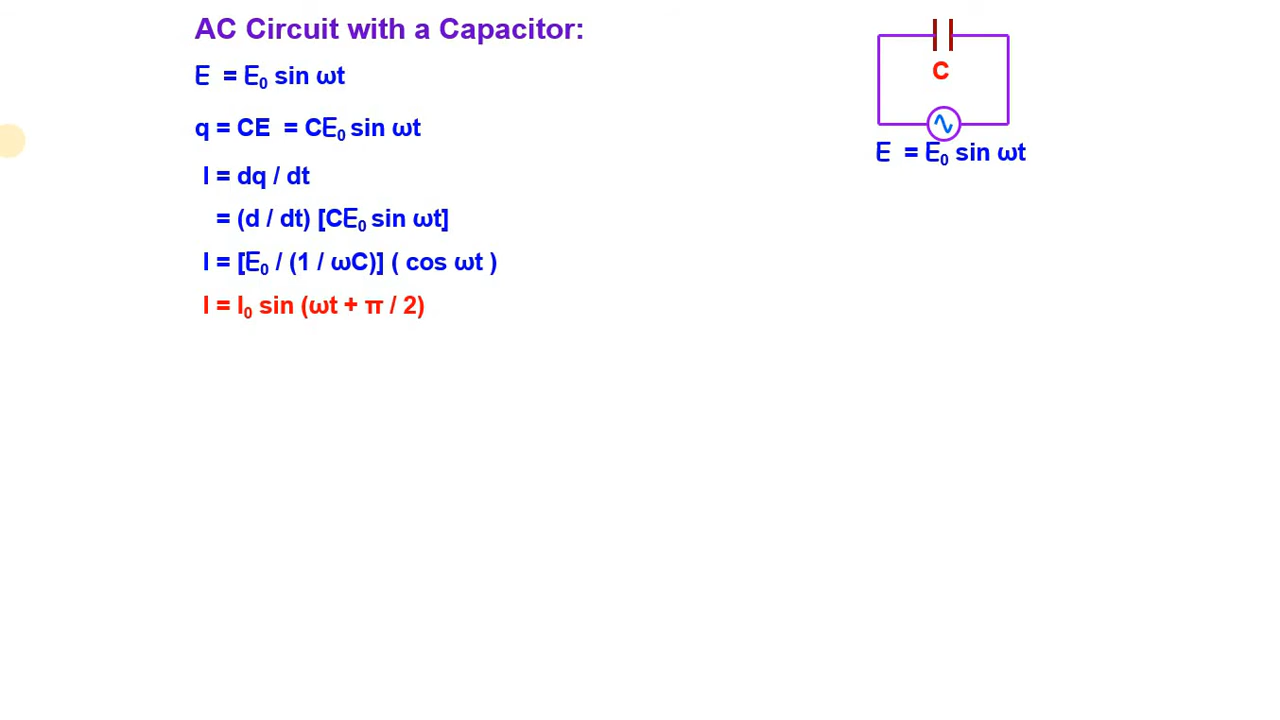 AC Circuit with a Capacitor:
E = E₀ sin ωt
q = CE = CE₀ sin ωt
I = dq / dt
= (d / dt) [CE₀ sin ωt]
I = [E₀ / (1 / ωC)] ( cos ωt )
I = I₀ sin (ωt + π / 2)
C
E = E₀ sin ωt